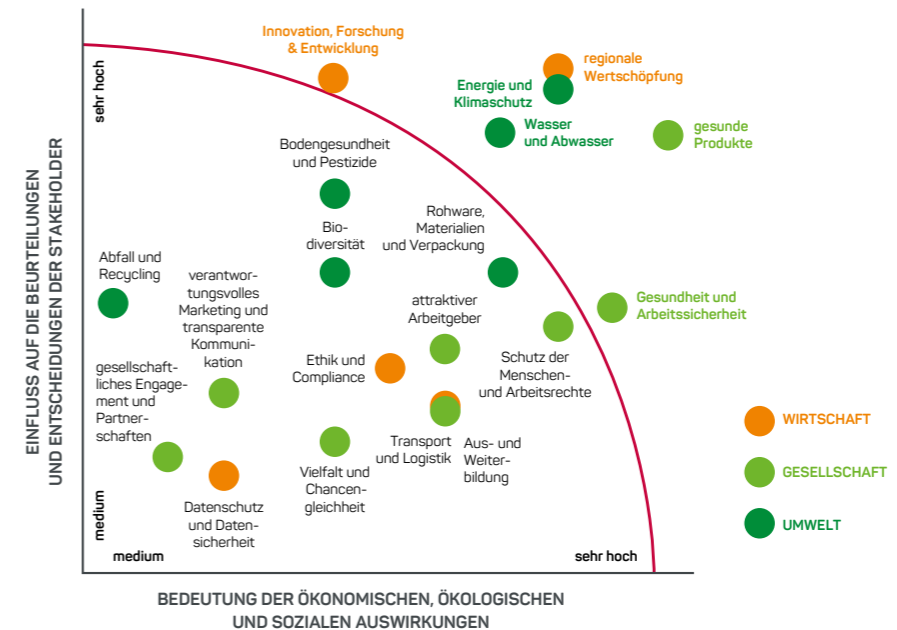 EINFLUSS AUF DIE BEURTEILUNGEN
UND ENTSCHEIDUNGEN DER STAKEHOLDER
sehr hoch
medium
Innovation, Forschung
& Entwicklung
regionale
Wertschöpfung
Energie und
Klimaschutz
Wasser
und Abwasser
gesunde
Produkte
Bodengesundheit
und Pestizide
Bio-
diversität
Rohware,
Materialien
und Verpackung
Abfall und
Recycling
verantwor-
tungsvolles
Marketing und
transparente
Kommuni-
kation
attraktiver
Arbeitgeber
Gesundheit und
Arbeitssicherheit
Ethik und
Compliance
Schutz der
Menschen-
und Arbeitsrechte
gesellschaft-
liches Engage-
ment und
Partner-
schaften
Transport
und Logistik
Aus- und
Weiter-
bildung
Vielfalt und
Chancen-
gleichheit
Datenschutz
und Daten-
sicherheit
WIRTSCHAFT
GESELLSCHAFT
UMWELT
medium
sehr hoch
BEDEUTUNG DER ÖKONOMISCHEN, ÖKOLOGISCHEN
UND SOZIALEN AUSWIRKUNGEN